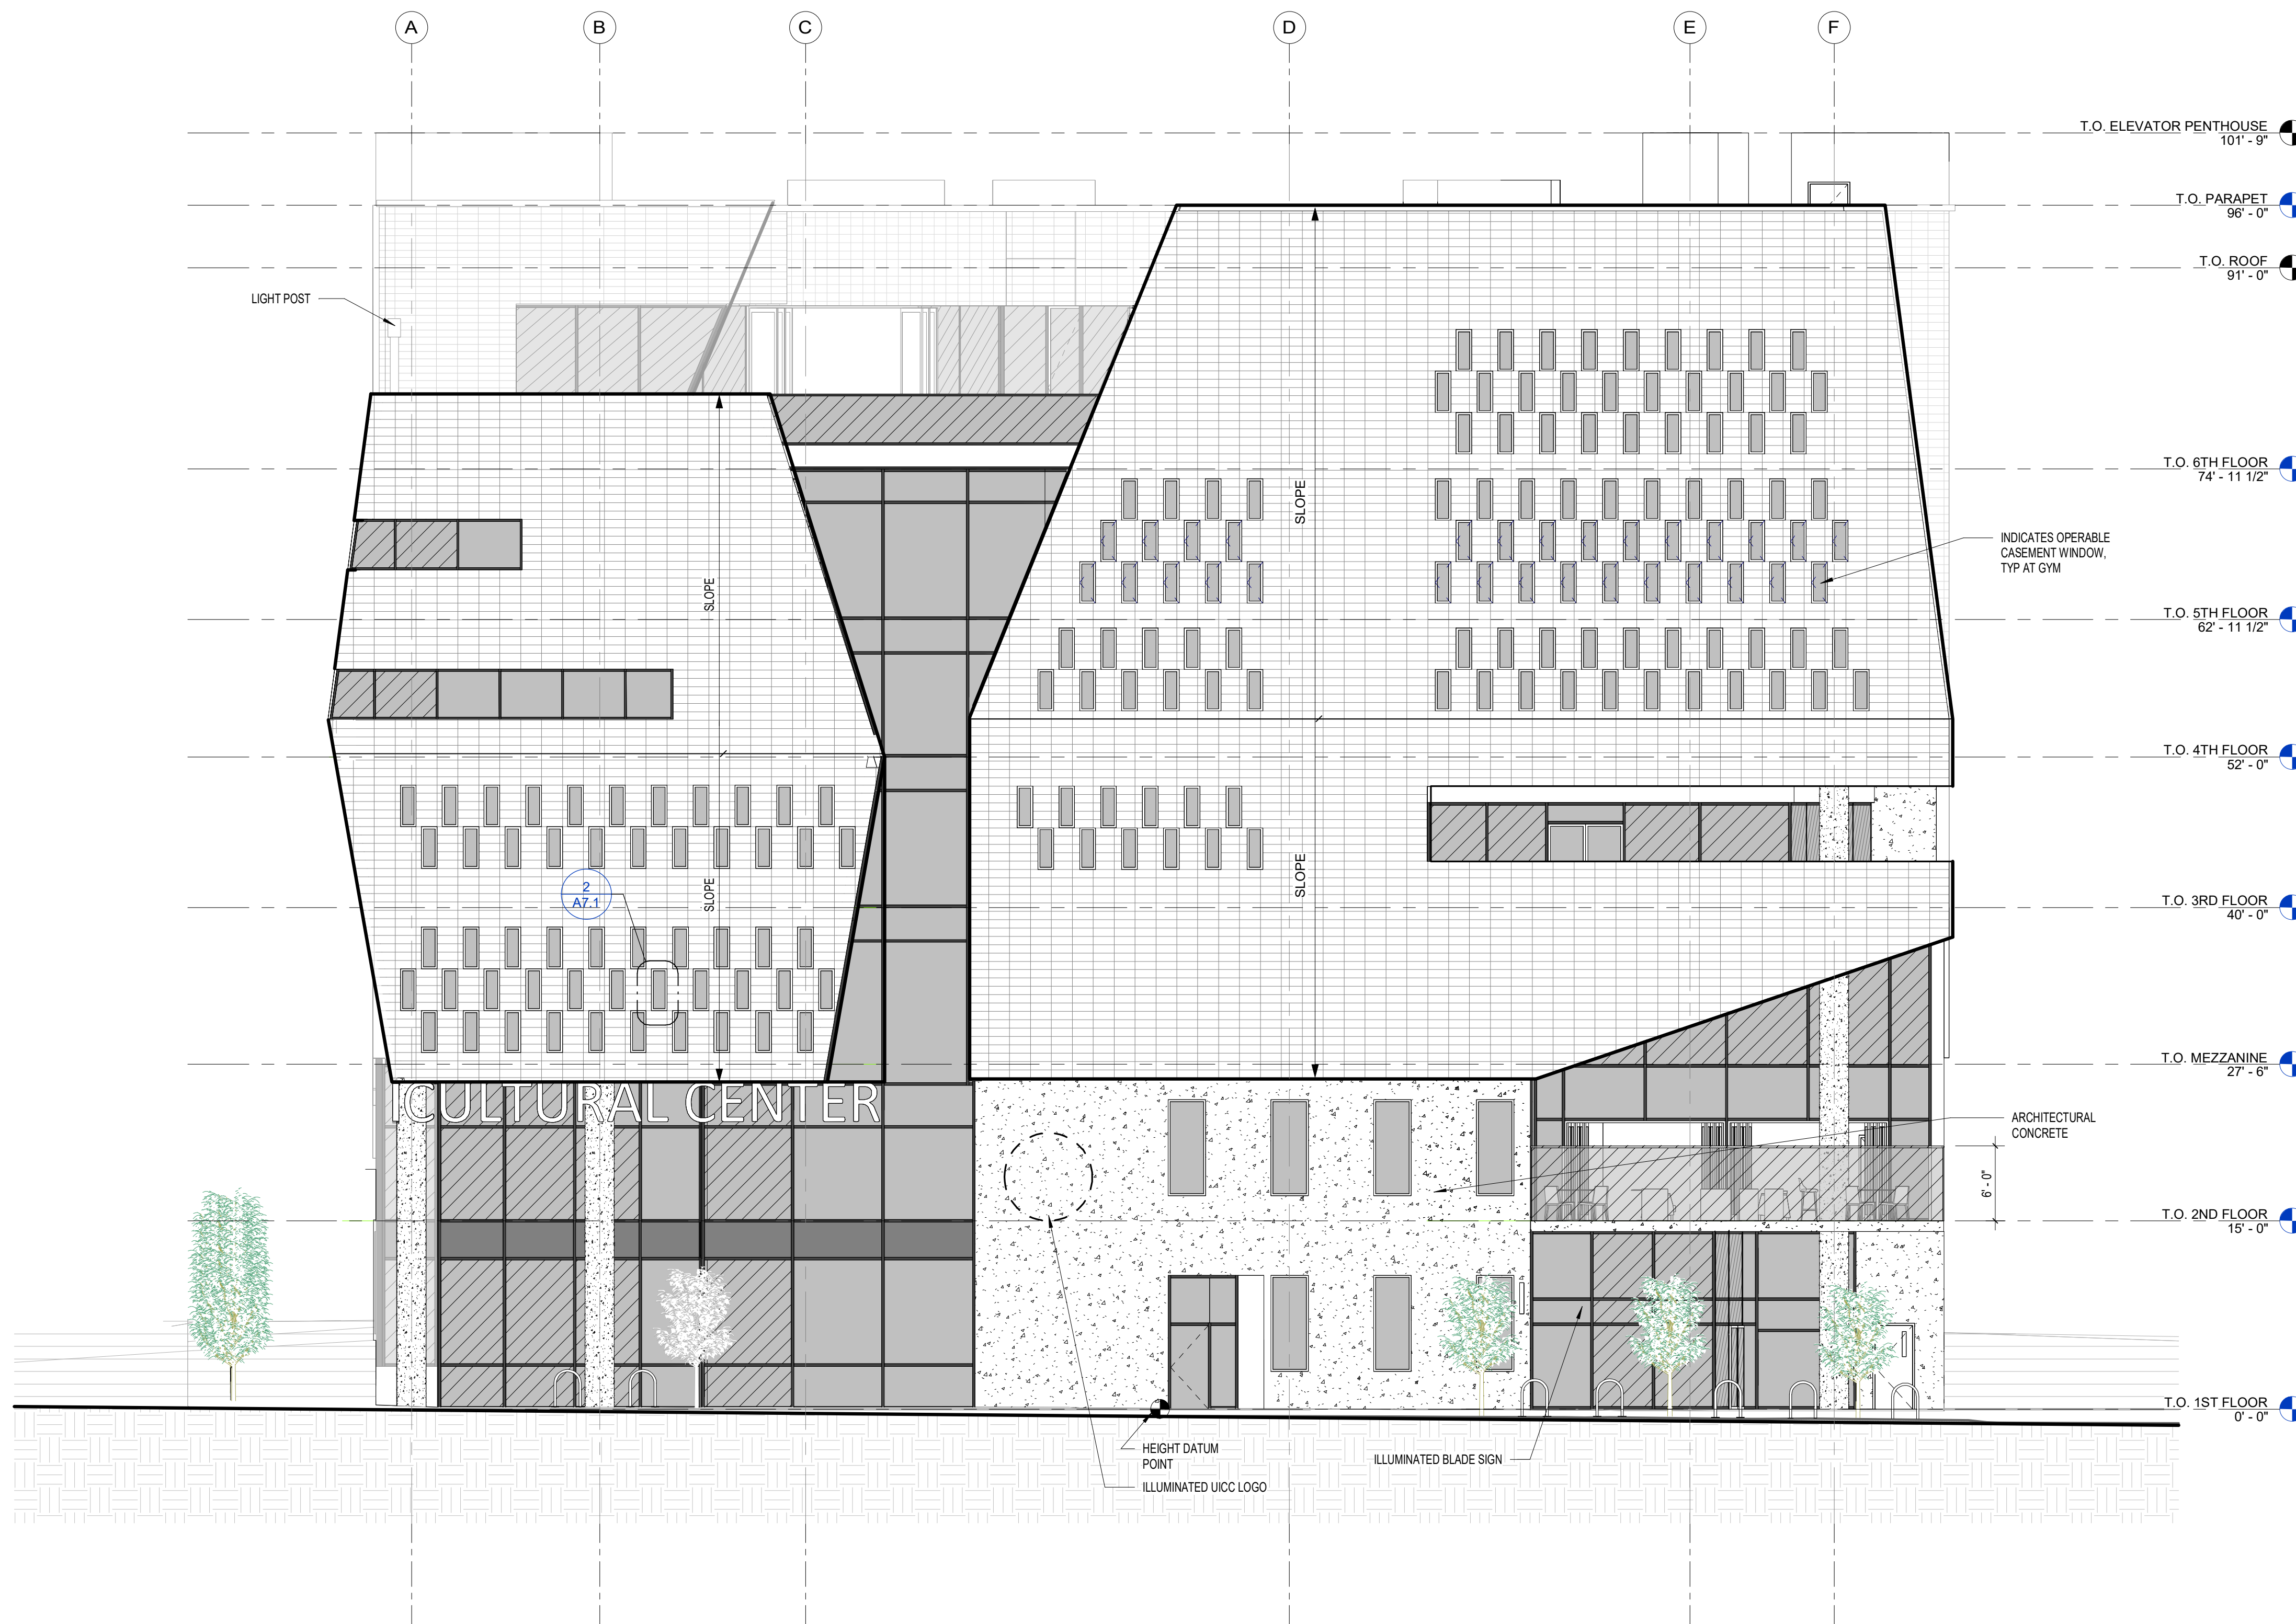 A
B
C
D
E
F
T.O. ELEVATOR PENTHOUSE
101' - 9"
T.O. PARAPET
96' - 0"
T.O. ROOF
91' - 0"
LIGHT POST
T.O. 6TH FLOOR
74' - 11 1/2"
SLOPE
INDICATES OPERABLE
CASEMENT WINDOW,
TYP AT GYM
SLOPE
T.O. 5TH FLOOR
62' - 11 1/2"
T.O. 4TH FLOOR
52' - 0"
SLOPE
SLOPE
2
A7.1
T.O. 3RD FLOOR
40' - 0"
T.O. MEZZANINE
27' - 6"
CULTURAL CENTER
ARCHITECTURAL
CONCRETE
6' - 0"
T.O. 2ND FLOOR
15' - 0"
T.O. 1ST FLOOR
0' - 0"
HEIGHT DATUM
POINT
ILLUMINATED BLADE SIGN
ILLUMINATED UICC LOGO